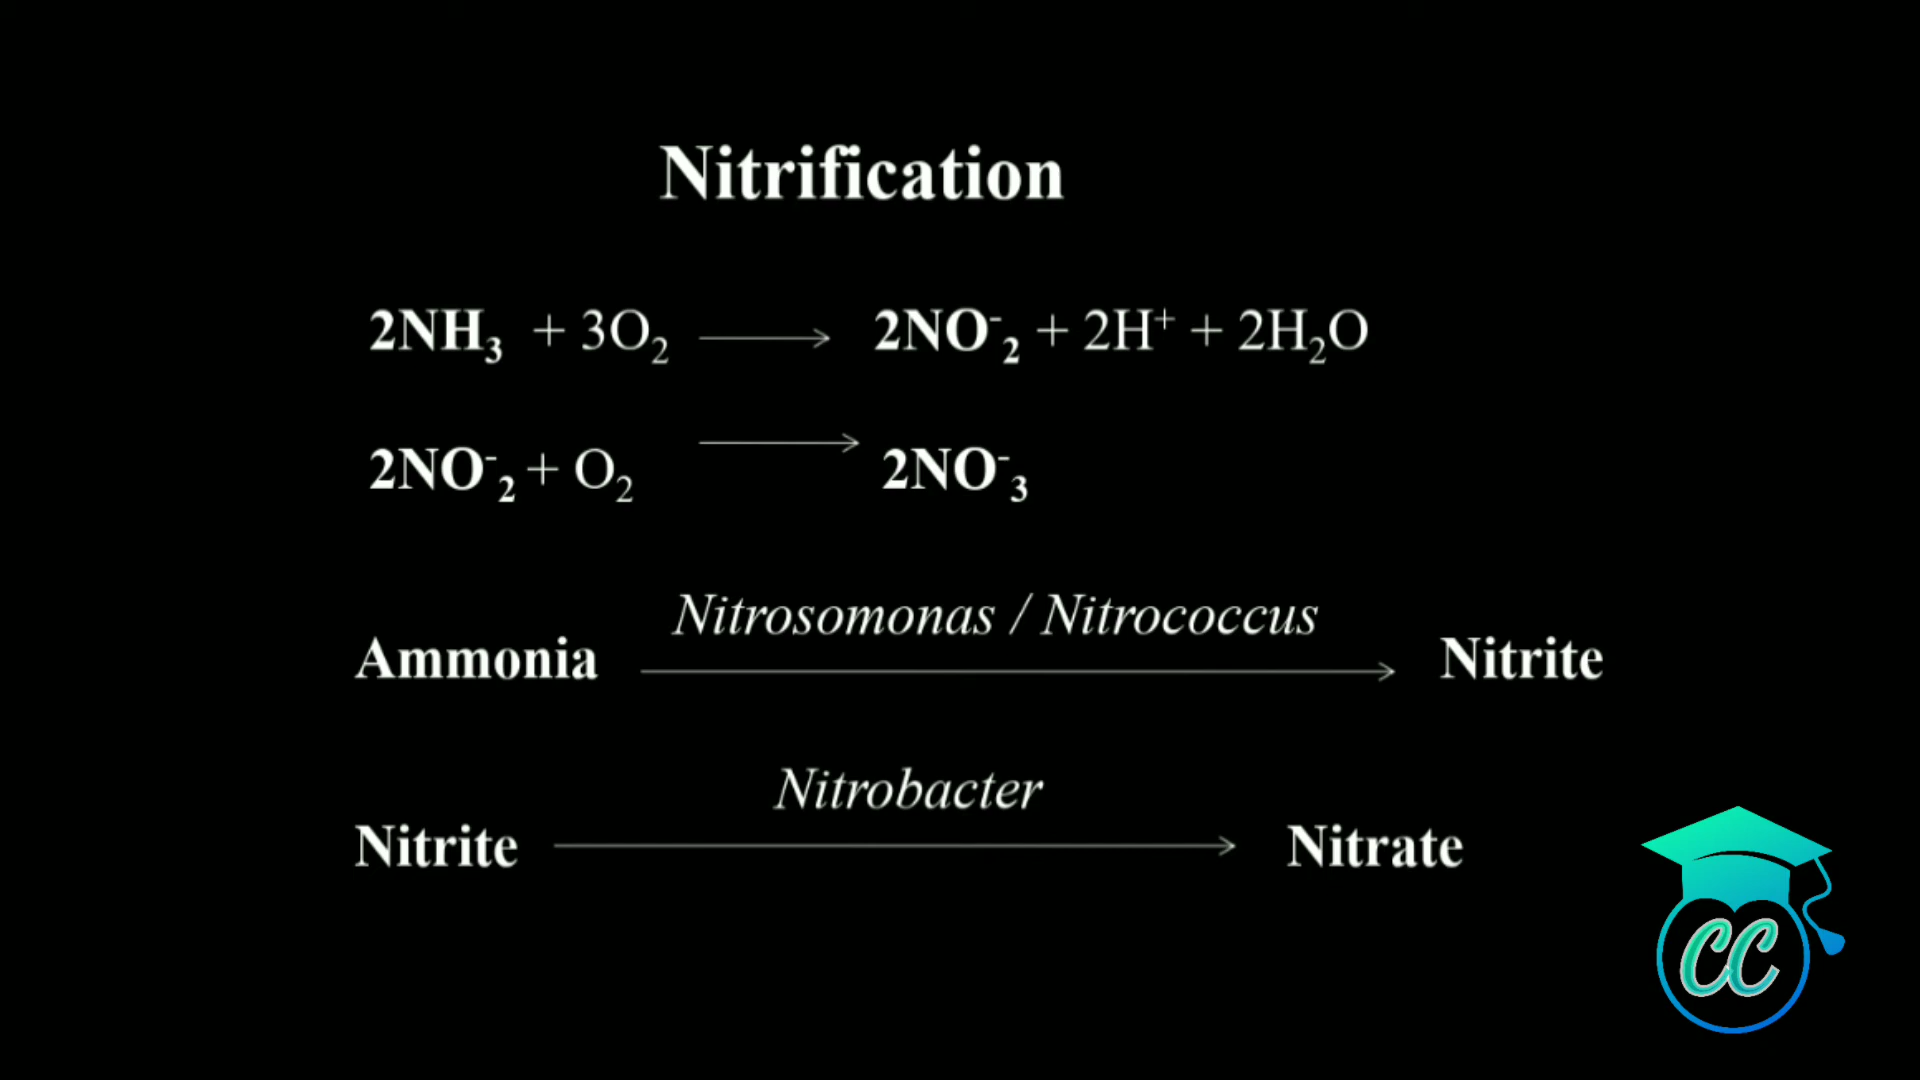 Nitrification
2NH₃ + 3O₂ ⟶ 2NO⁻₂ + 2H⁺ + 2H₂O
2NO⁻₂ + O₂ ⟶ 2NO⁻₃
Nitrosomonas / Nitrococcus
Ammonia ⟶ Nitrite
Nitrobacter
Nitrite ⟶ Nitrate
CC